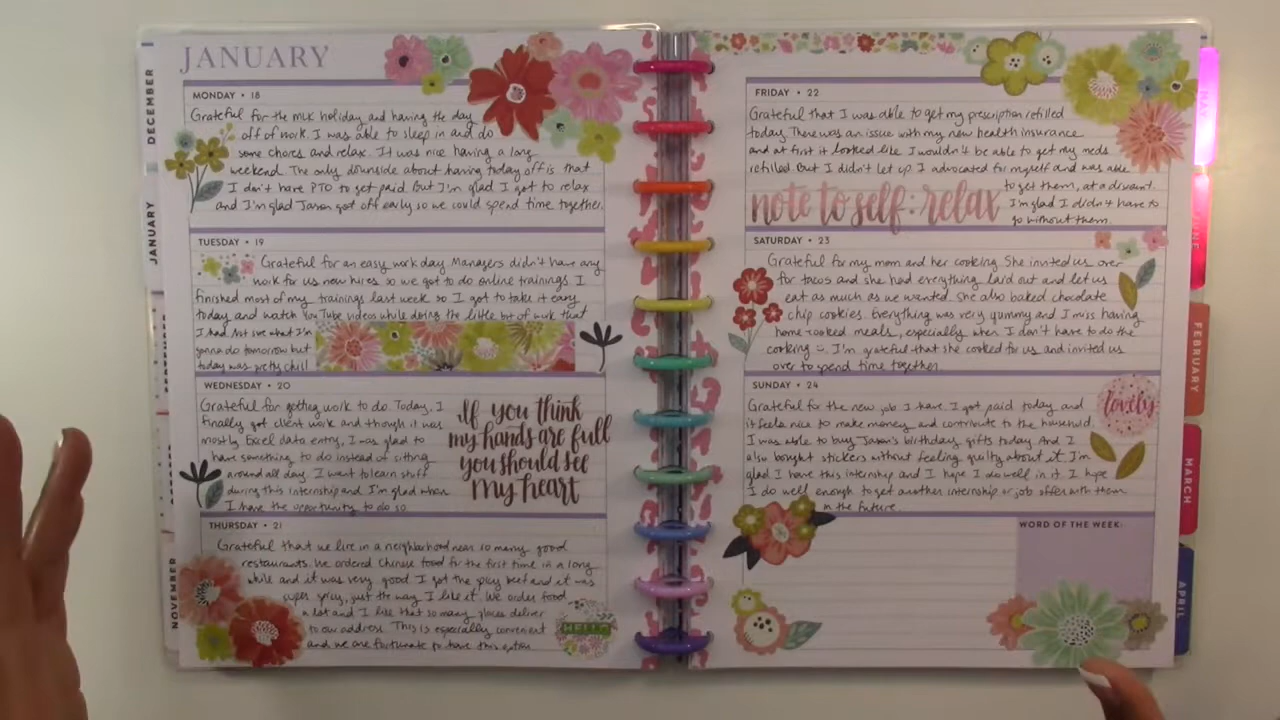 JANUARY
MONDAY • 18
Grateful for the MLK holiday and having the day
off of work. I was able to sleep in and do
some chores and relax. It was nice having a long
weekend. The only downside about having today off is that
I don't have PTO to get paid. But I'm glad I got to relax
and I'm glad Jason got off early so we could spend time together.
TUESDAY • 19
Grateful for an easy work day. Managers didn't have any
work for us new hires so we got to do online trainings. I
finished most of my trainings last week so I got to take it easy
today and watch YouTube videos while doing the little bit of work that
I had. Not sure what I'm
gonna do tomorrow but
today was pretty chill
WEDNESDAY • 20
Grateful for getting work to do. Today, I
finally got client work and though it was
mostly Excel data entry, I was glad to
have something to do instead of sitting
around all day. I want to learn stuff
during this internship and I'm glad when
I have the opportunity to do so.
If you think
my hands are full
you should see
my heart
THURSDAY • 21
Grateful that we live in a neighborhood near so many good
restaurants. We ordered Chinese food for the first time in a long
while and it was very good. I got the spicy beef and it was
super spicy, just the way I like it. We order food
a lot and I like that so many places deliver
to our address. This is especially convenient
and we are fortunate to have this option.
HELLO
FRIDAY • 22
Grateful that I was able to get my prescription refilled
today. There was an issue with my new health insurance
and at first it looked like I wouldn't be able to get my meds
refilled. But I didn't let up. I advocated for myself and was able
to get them, at a discount.
I'm glad I didn't have to
go without them.
note to self: relax
SATURDAY • 23
Grateful for my mom and her cooking. She invited us over
for tacos and she had everything laid out and let us
eat as much as we wanted. She also baked chocolate
chip cookies. Everything was very yummy and I miss having
home-cooked meals, especially when I don't have to do the
cooking. I'm grateful that she cooked for us and invited us
over to spend time together.
SUNDAY • 24
Grateful for the new job I have. I got paid today and
it feels nice to make money and contribute to the household.
I was able to buy Jason's birthday gifts today. And I
also bought stickers without feeling guilty about it. I'm
glad I have this internship and I hope I do well in it. I hope
I do well enough to get another internship or job offer with them
in the future.
lovely
WORD OF THE WEEK:
DECEMBER
JANUARY
NOVEMBER
MAY
JUNE
FEBRUARY
MARCH
APRIL